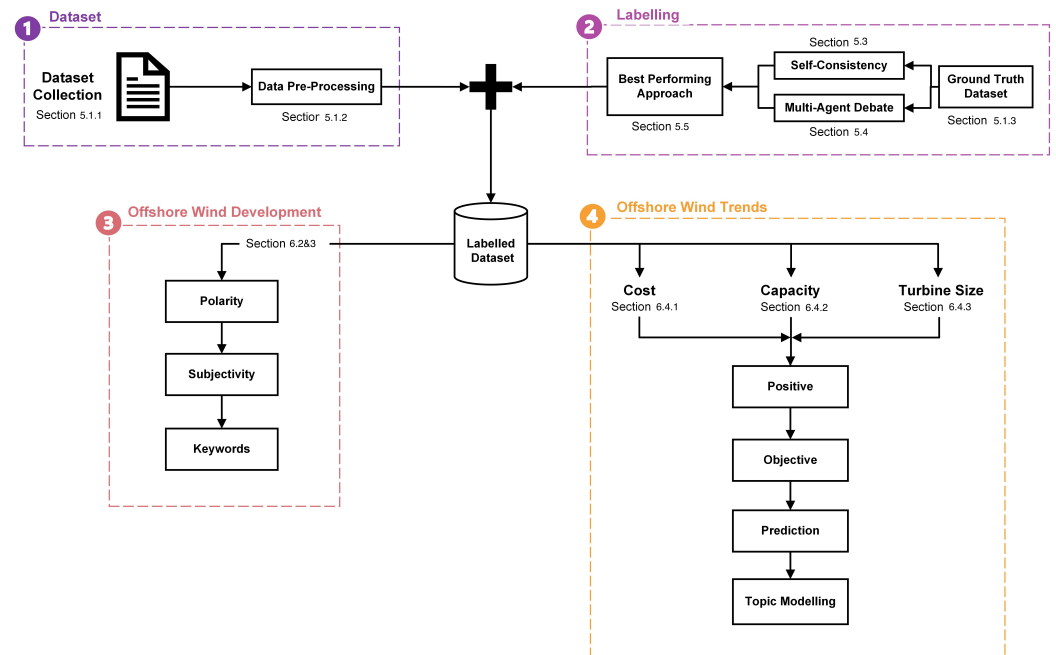 1
Dataset
Dataset
Collection
Section 5.1.1
Data Pre-Processing
Sectior 5.1.2
2
Labelling
Best Performing
Approach
Section 5.5
Section 5.3
Self-Consistency
Multi-Agent Debate
Section 5.4
Ground Truth
Dataset
Section 5.1.3
Labelled
Dataset
3
Offshore Wind Development
Section 6.2&3
Polarity
Subjectivity
Keywords
4
Offshore Wind Trends
Cost
Section 6.4.1
Capacity
Section 6.4.2
Turbine Size
Section 6.4.3
Positive
Objective
Prediction
Topic Modelling